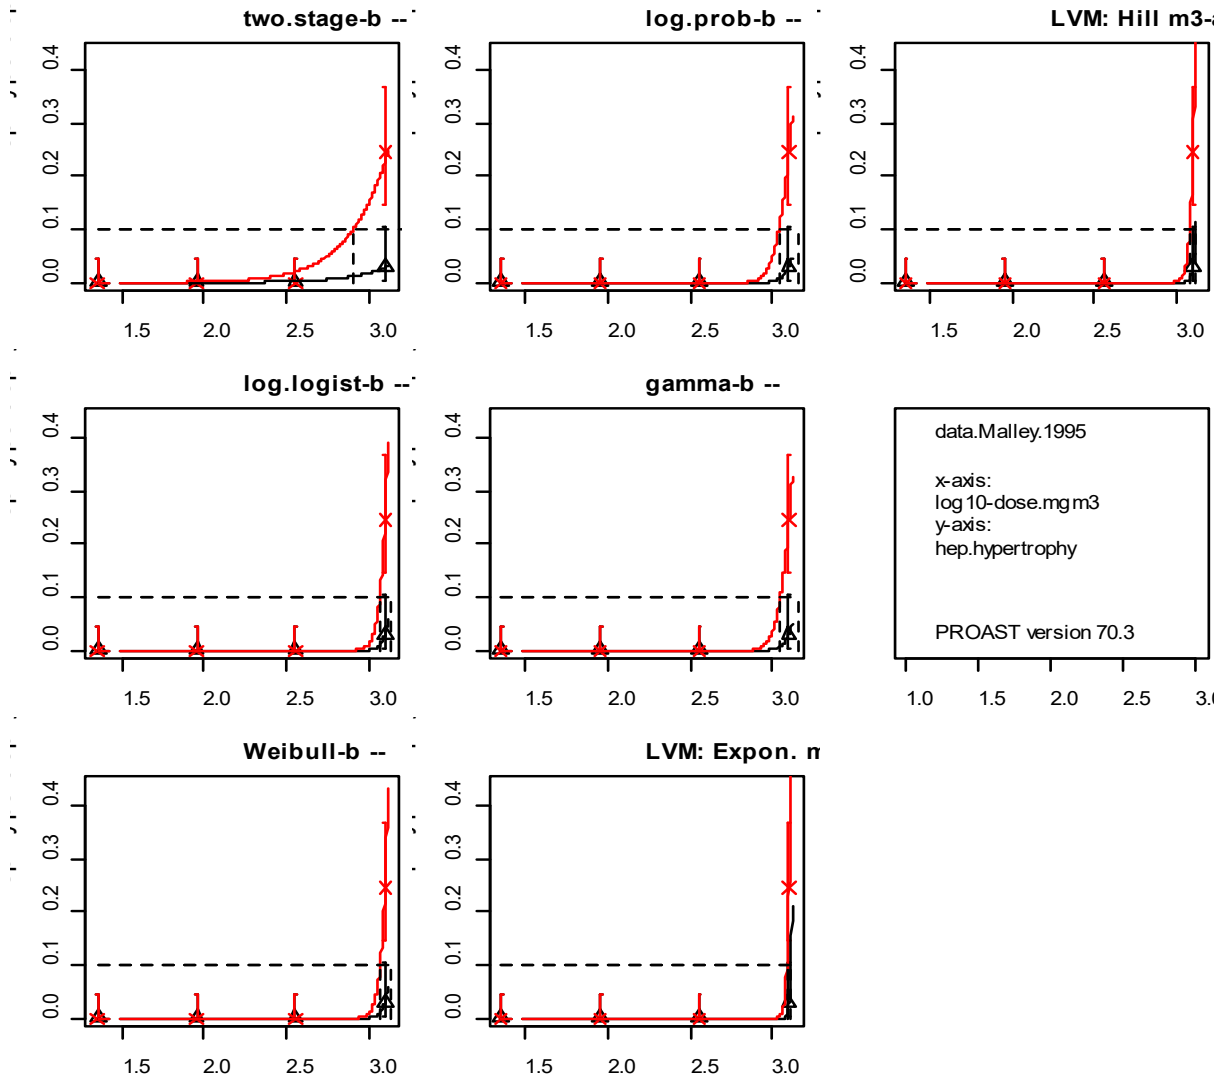 two.stage-b --
log.prob-b --
LVM: Hill m3-a
0.0 0.1 0.2 0.3 0.4
0.0 0.1 0.2 0.3 0.4
0.0 0.1 0.2 0.3 0.4
1.5 2.0 2.5 3.0
1.5 2.0 2.5 3.0
1.5 2.0 2.5 3.0
log.logist-b --
gamma-b --
0.0 0.1 0.2 0.3 0.4
0.0 0.1 0.2 0.3 0.4
data.Malley.1995
x-axis:
log10-dose.mgm3
y-axis:
hep.hypertrophy
PROAST version 70.3
1.5 2.0 2.5 3.0
1.5 2.0 2.5 3.0
1.0 1.5 2.0 2.5 3.0
Weibull-b --
LVM: Expon. m
0.0 0.1 0.2 0.3 0.4
0.0 0.1 0.2 0.3 0.4
1.5 2.0 2.5 3.0
1.5 2.0 2.5 3.0